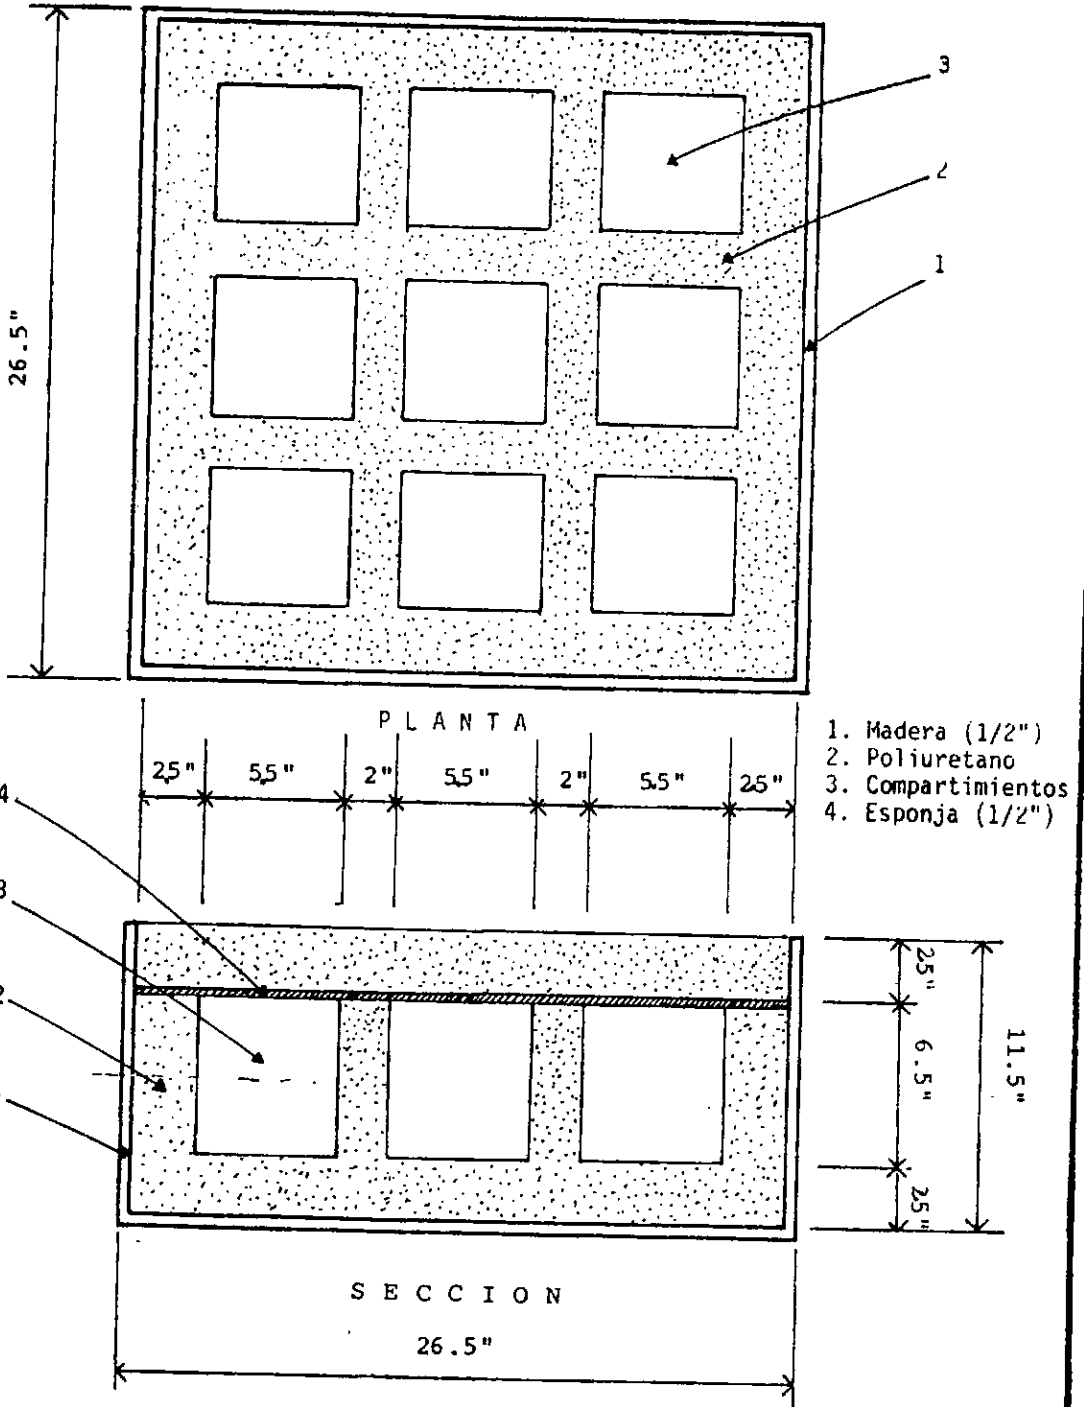 3
2
1
26.5"
P L A N T A
2.5" 5.5" 2" 5.5" 2" 5.5" 2.5"
1. Madera (1/2")
2. Poliuretano
3. Compartimientos
4. Esponja (1/2")
4
3
2
2.5"
6.5"
2.5"
11.5"
S E C C I O N
26.5"